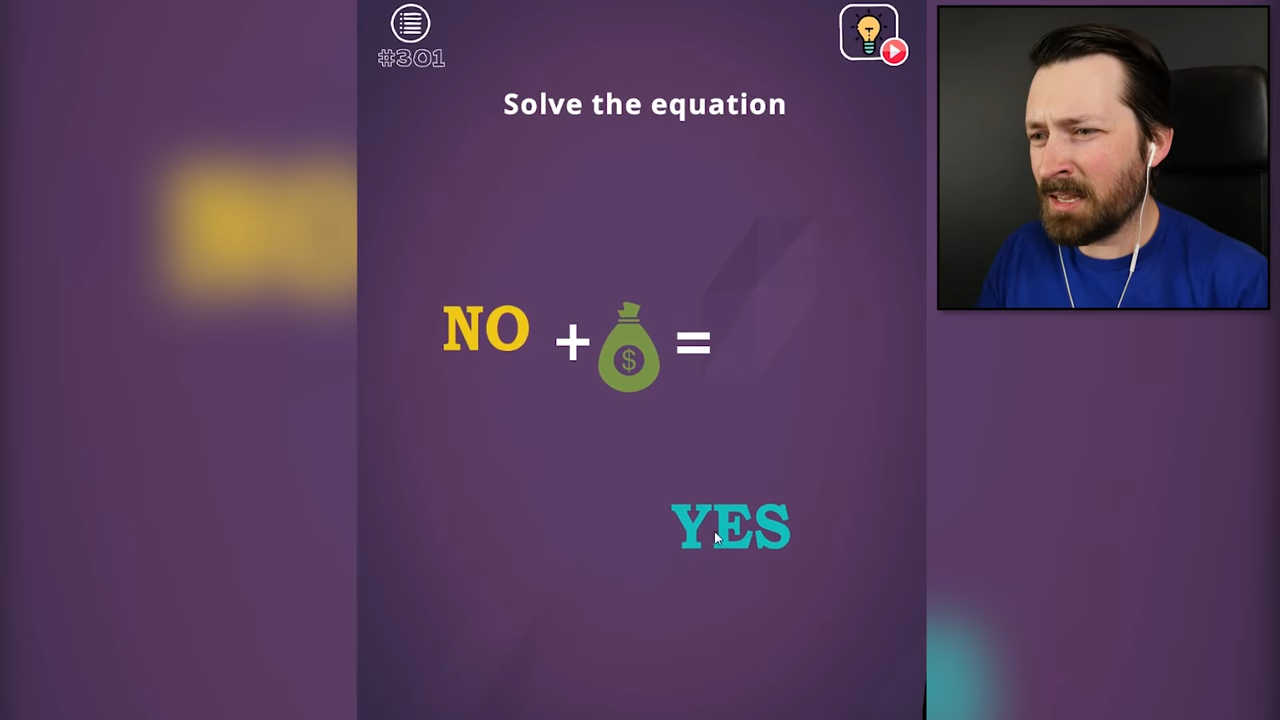 #301
Solve the equation
NO + $ =
YES